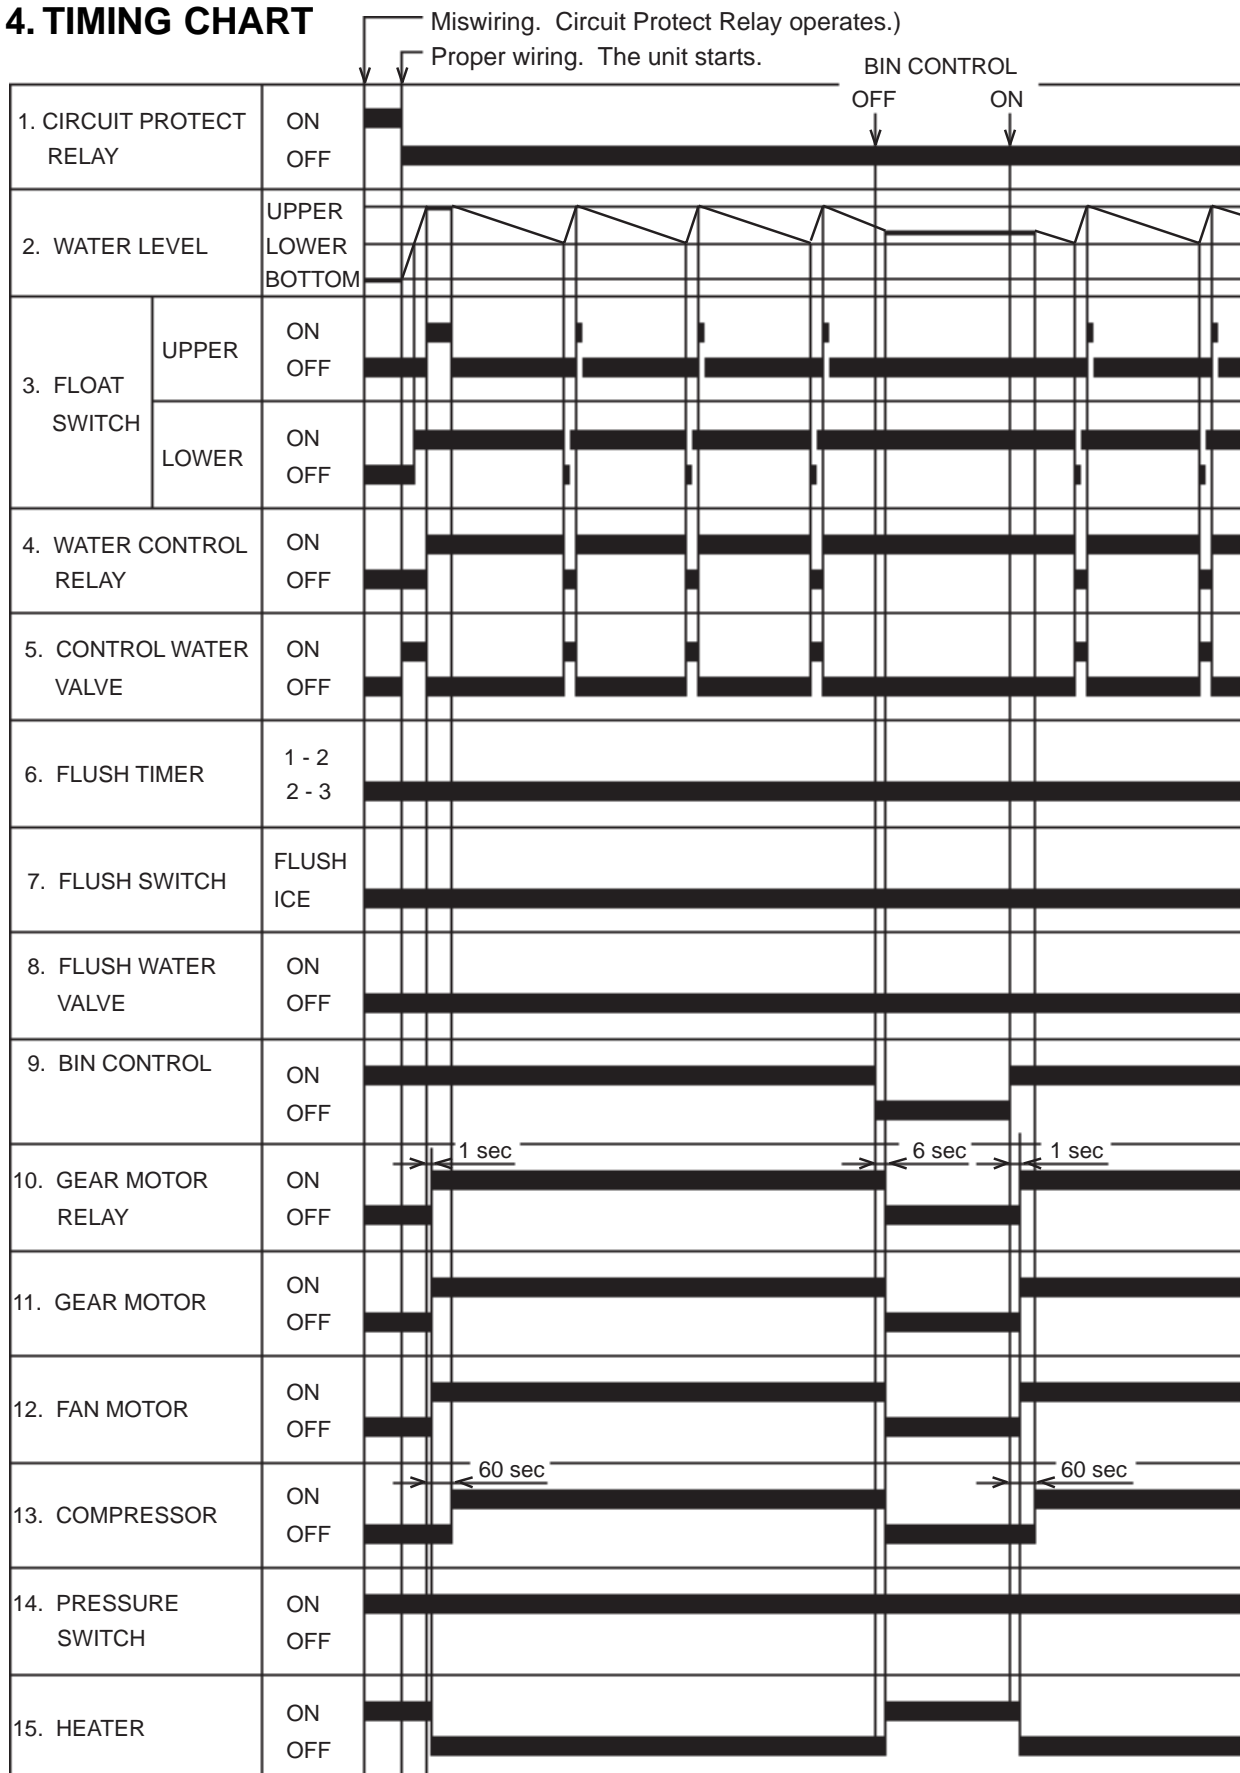 4. TIMING CHART
Miswiring. Circuit Protect Relay operates.)
Proper wiring. The unit starts.
BIN CONTROL
OFF ON
1. CIRCUIT PROTECT
RELAY
ON
OFF
2. WATER LEVEL
UPPER
LOWER
BOTTOM
3. FLOAT
SWITCH
UPPER
ON
OFF
LOWER
ON
OFF
4. WATER CONTROL
RELAY
ON
OFF
5. CONTROL WATER
VALVE
ON
OFF
6. FLUSH TIMER
1 - 2
2 - 3
7. FLUSH SWITCH
FLUSH
ICE
8. FLUSH WATER
VALVE
ON
OFF
9. BIN CONTROL
ON
OFF
10. GEAR MOTOR
RELAY
ON
OFF
1 sec 6 sec 1 sec
11. GEAR MOTOR
ON
OFF
12. FAN MOTOR
ON
OFF
13. COMPRESSOR
ON
OFF
60 sec 60 sec
14. PRESSURE
SWITCH
ON
OFF
15. HEATER
ON
OFF